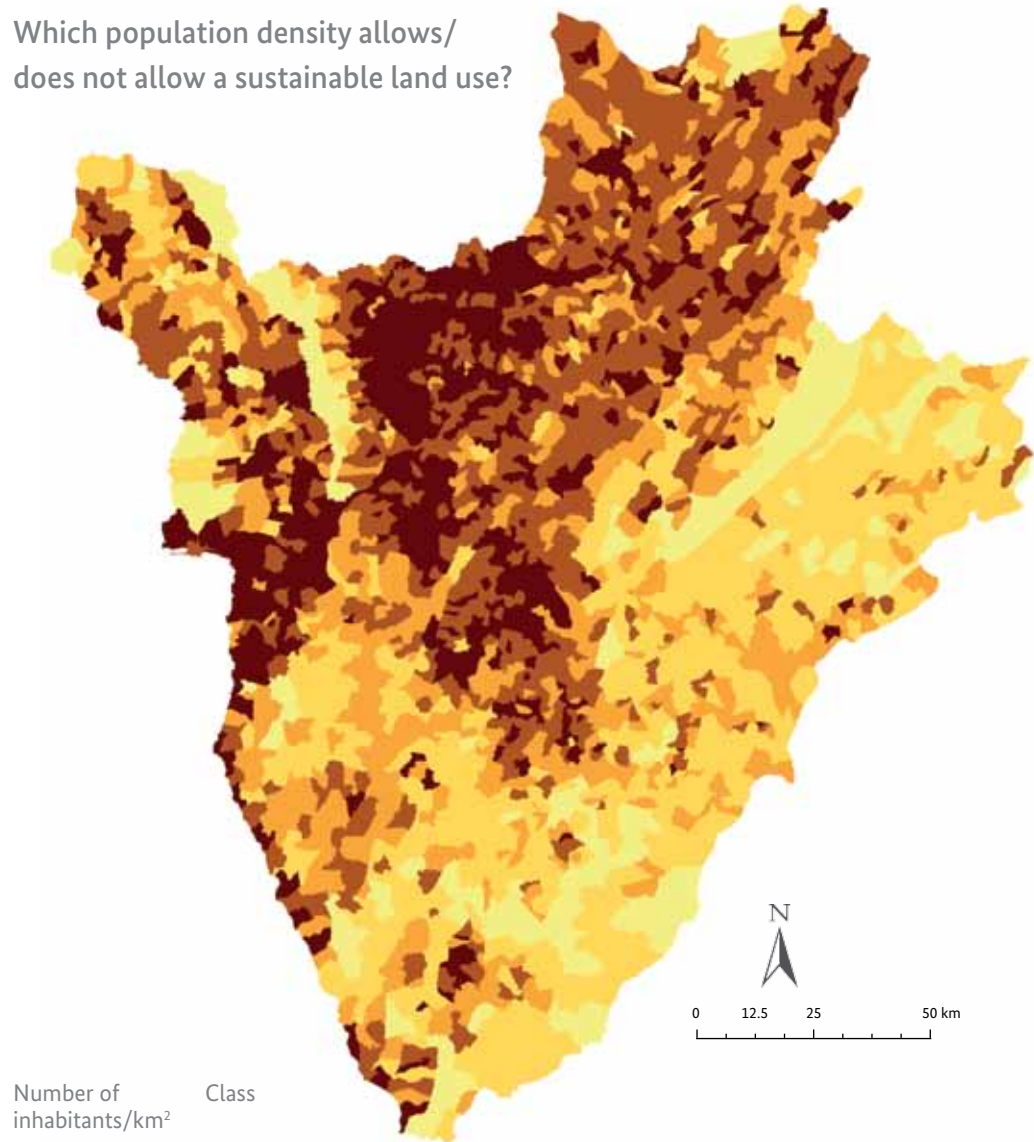 Which population density allows/
does not allow a sustainable land use?
N
0 12.5 25 50 km
Number of Class
inhabitants/km²